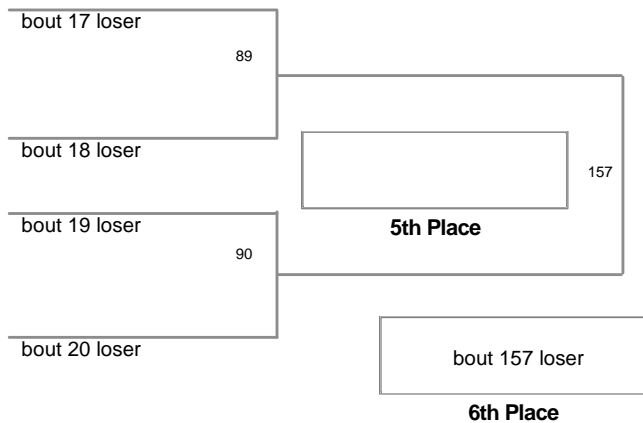 bout 17 loser
89
bout 18 loser
157
bout 19 loser
5th Place
90
bout 20 loser
bout 157 loser
6th Place